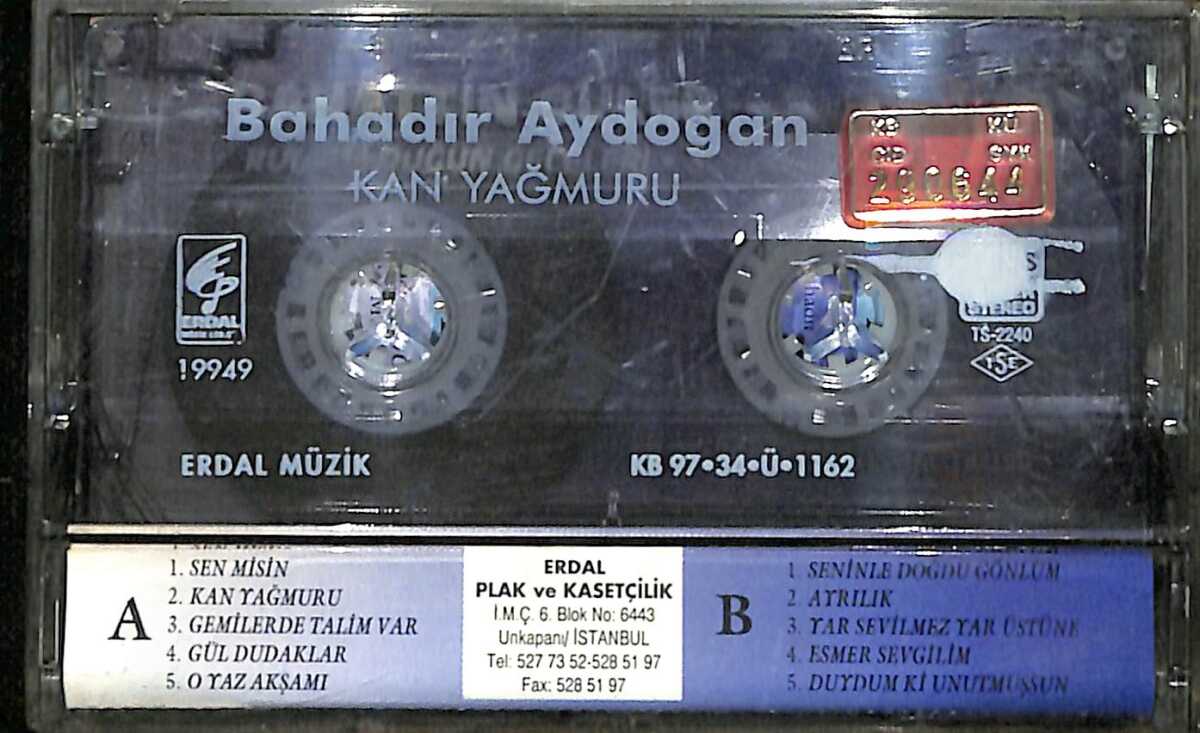 Bahadır Aydoğan
KAN YAĞMURU
KB KÜ
290644
ERDAL
19949
STEREO
TS-2240
TSE
ERDAL MÜZİK
KB 97•34•Ü•1162
A
1. SEN MİSİN
2. KAN YAĞMURU
3. GEMİLERDE TALİM VAR
4. GÜL DUDAKLAR
5. O YAZ AKŞAMI
ERDAL
PLAK ve KASETÇİLİK
İ.M.Ç. 6. Blok No: 6443
Unkapanı/ İSTANBUL
Tel: 527 73 52-528 51 97
Fax: 528 51 97
B
1 SENİNLE DOĞDU GÖNLÜM
2 AYRILIK
3. YAR SEVİLMEZ YAR ÜSTÜNE
4. ESMER SEVGİLİM
5. DUYDUM Kİ UNUTMUŞSUN